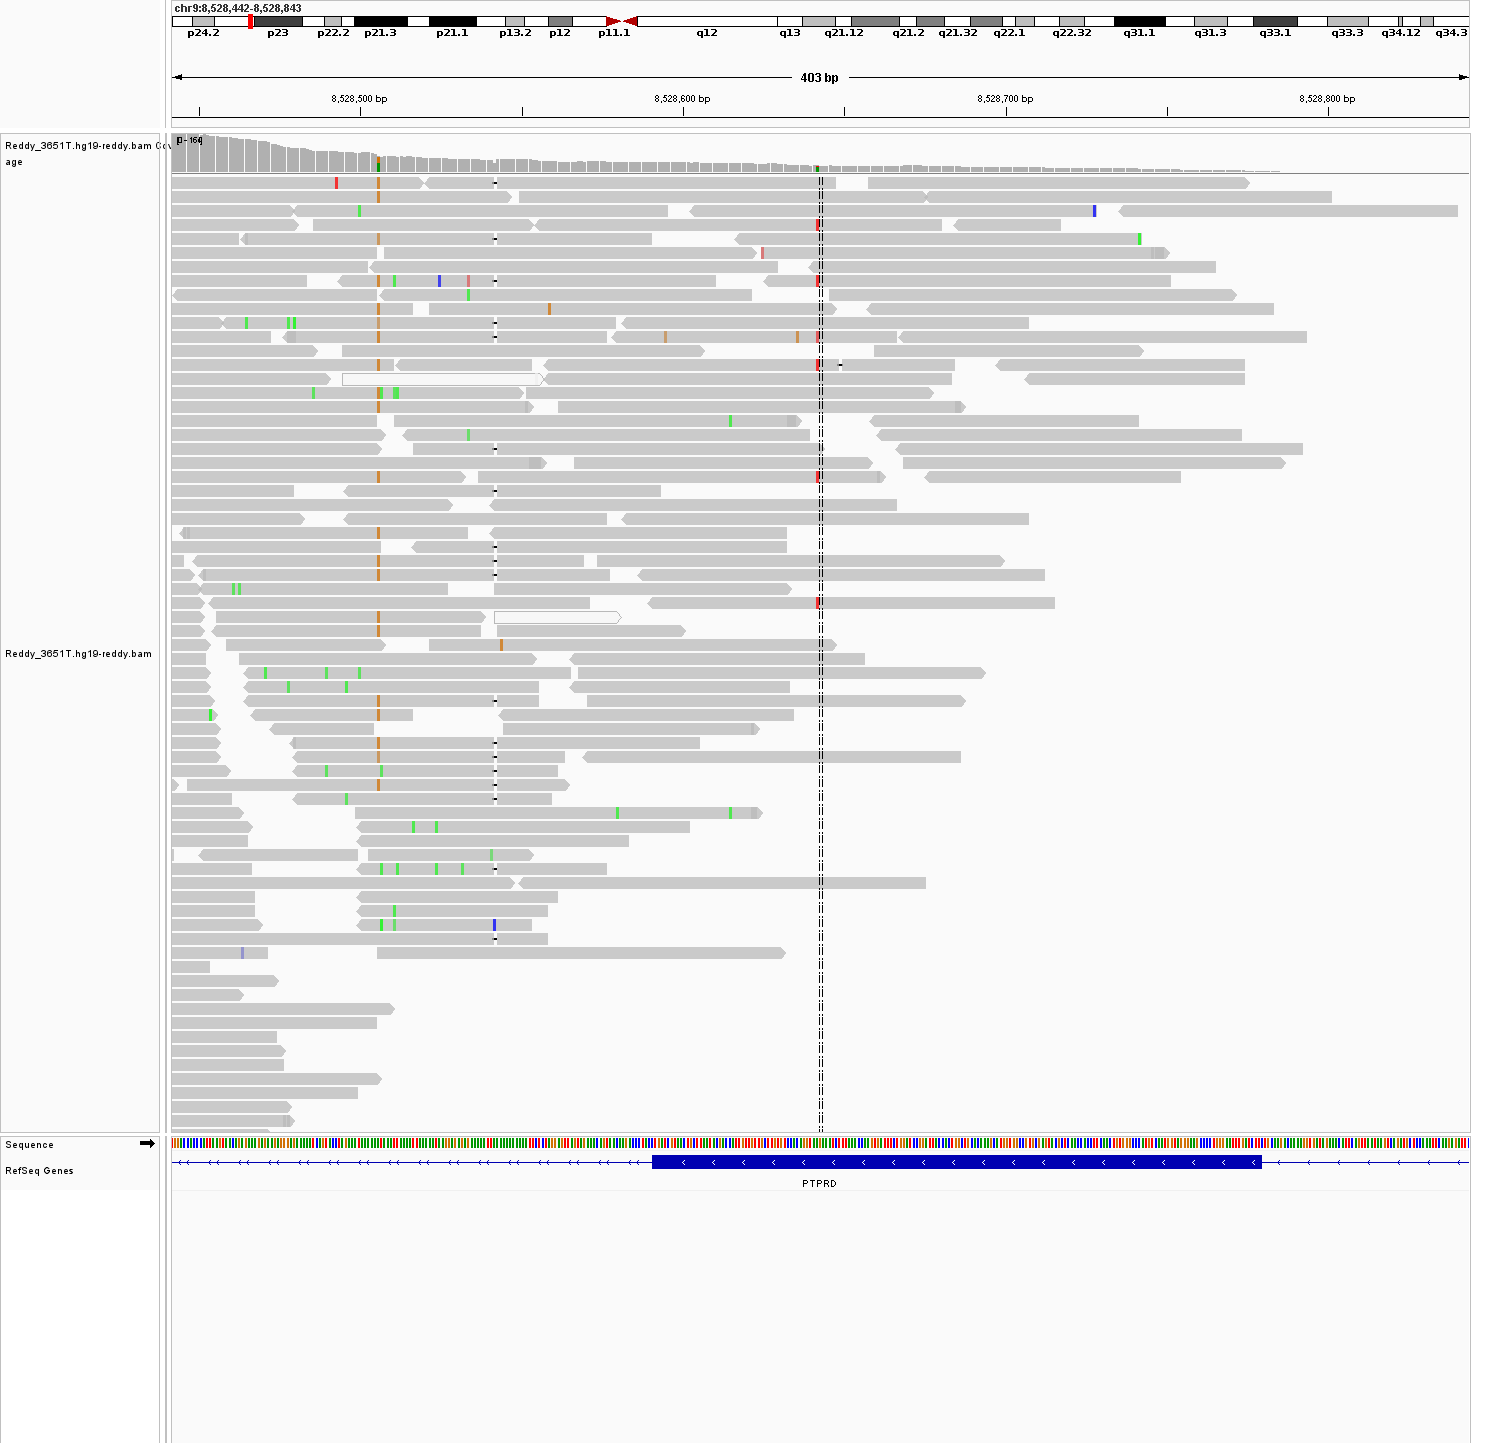 chr9:8,528,442-8,528,843
p24.2 p23 p22.2 p21.3 p21.1 p13.2 p12 p11.1 q12 q13 q21.12 q21.2 q21.32 q22.1 q22.32 q31.1 q31.3 q33.1 q33.3 q34.12 q34.3
403 bp
8,528,500 bp 8,528,600 bp 8,528,700 bp 8,528,800 bp
Reddy_3651T.hg19-reddy.bam Cov
age
Reddy_3651T.hg19-reddy.bam
Sequence
RefSeq Genes
PTPRD